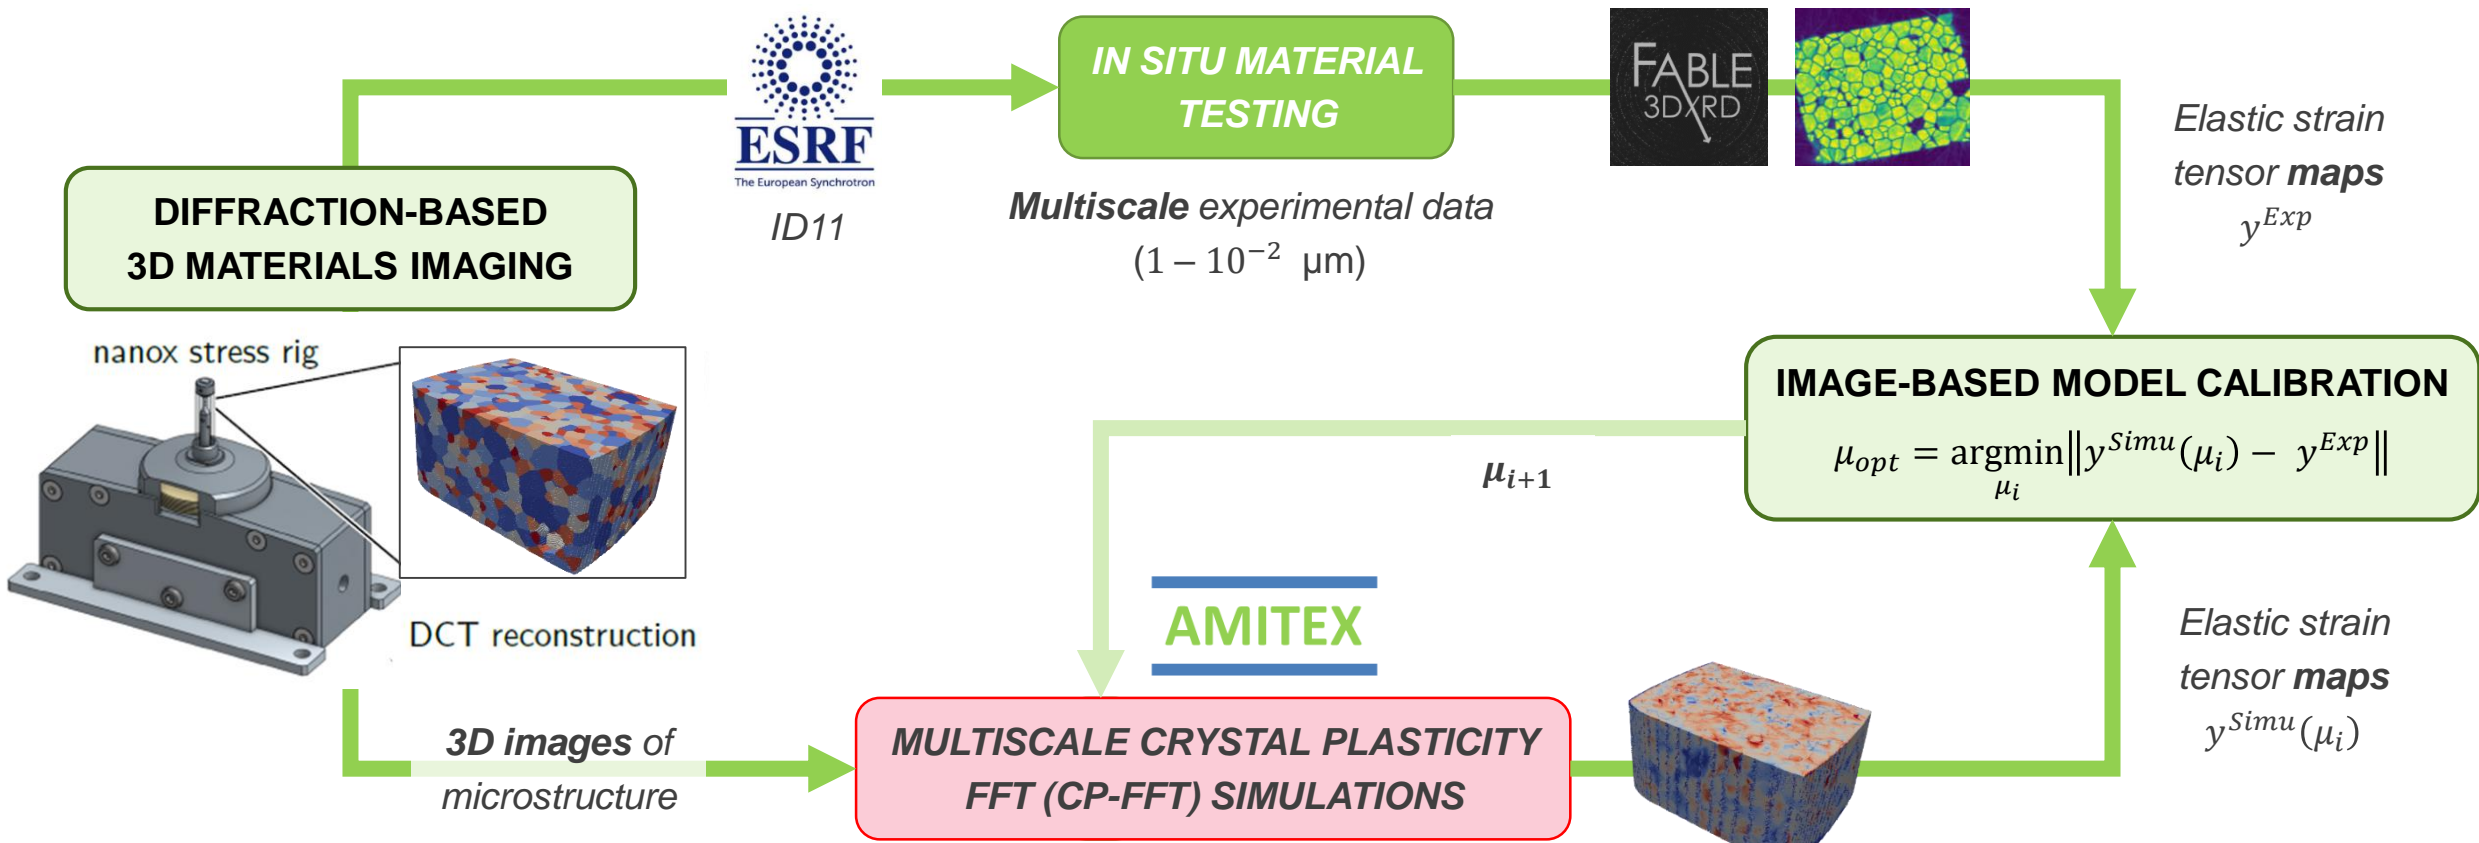 DIFFRACTION-BASED
3D MATERIALS IMAGING
ESRF
The European Synchrotron
ID11
IN SITU MATERIAL
TESTING
Multiscale experimental data
(1 – 10⁻² μm)
FABLE
3DXRD
Elastic strain
tensor maps
y^{Exp}
nanox stress rig
DCT reconstruction
IMAGE-BASED MODEL CALIBRATION
μ_{opt} = argmin‖y^{Simu}(μ_i) − y^{Exp}‖
μ_i
μ_{i+1}
AMITEX
3D images of
microstructure
MULTISCALE CRYSTAL PLASTICITY
FFT (CP-FFT) SIMULATIONS
Elastic strain
tensor maps
y^{Simu}(μ_i)